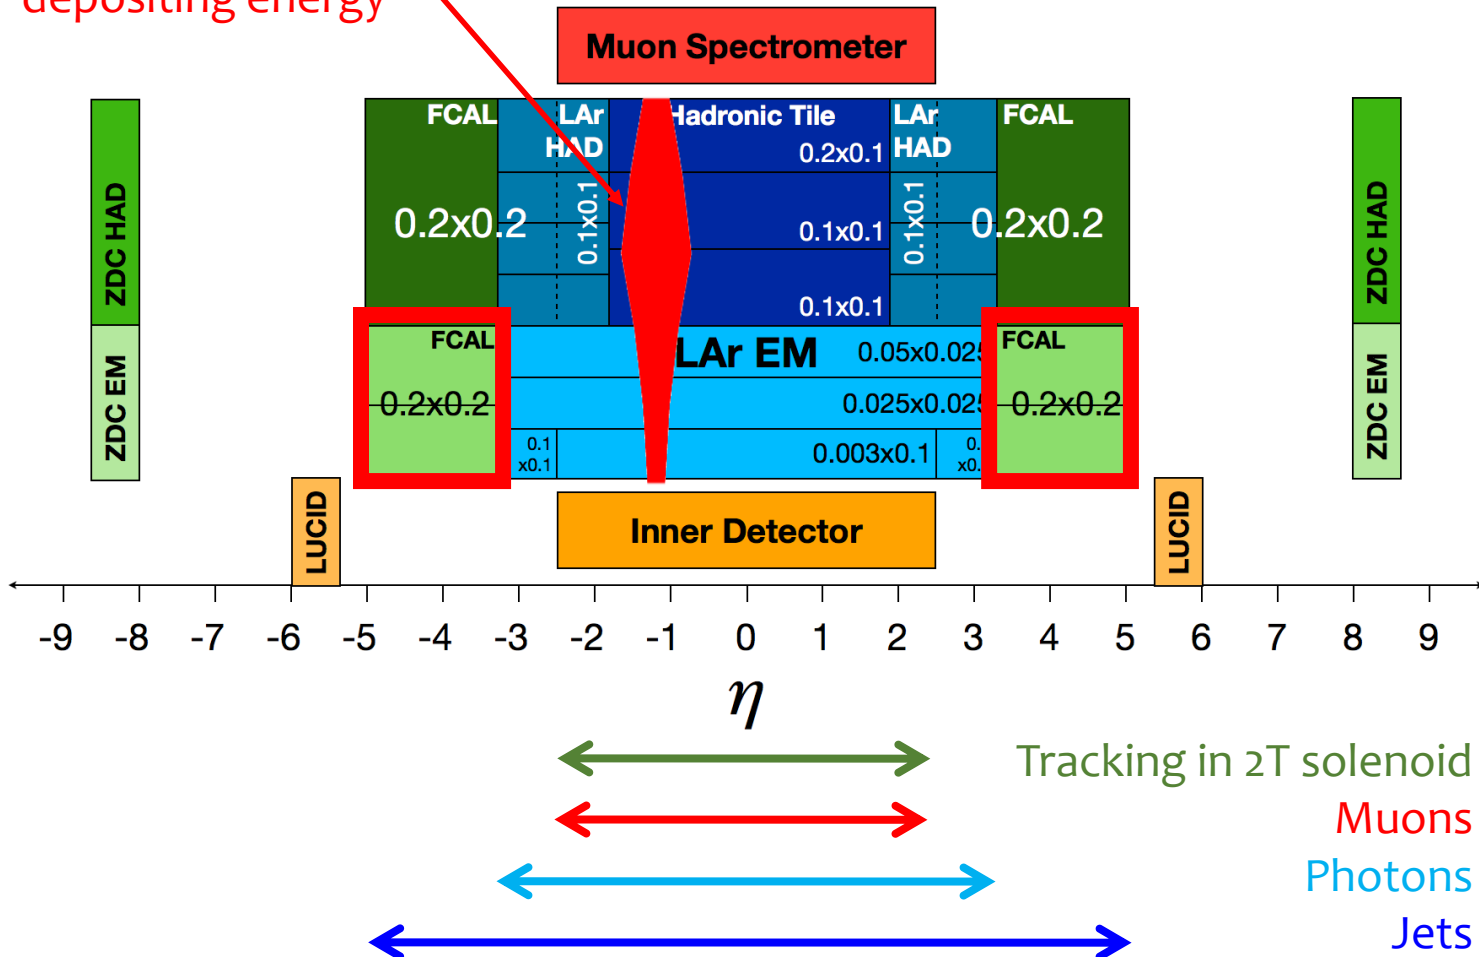 depositing energy
Muon Spectrometer
FCAL
LAr
HAD
Hadronic Tile
0.2x0.1
LAr
HAD
FCAL
ZDC HAD
0.2x0.2
0.1x0.1
0.1x0.1
0.1x0.1
0.2x0.2
ZDC HAD
0.1x0.1
ZDC EM
FCAL
0.2x0.2
LAr EM
0.05x0.025
0.025x0.025
0.1
x0.1
0.003x0.1
0.
x0.
FCAL
0.2x0.2
ZDC EM
LUCID
Inner Detector
LUCID
-9 -8 -7 -6 -5 -4 -3 -2 -1 0 1 2 3 4 5 6 7 8 9
η
Tracking in 2T solenoid
Muons
Photons
Jets